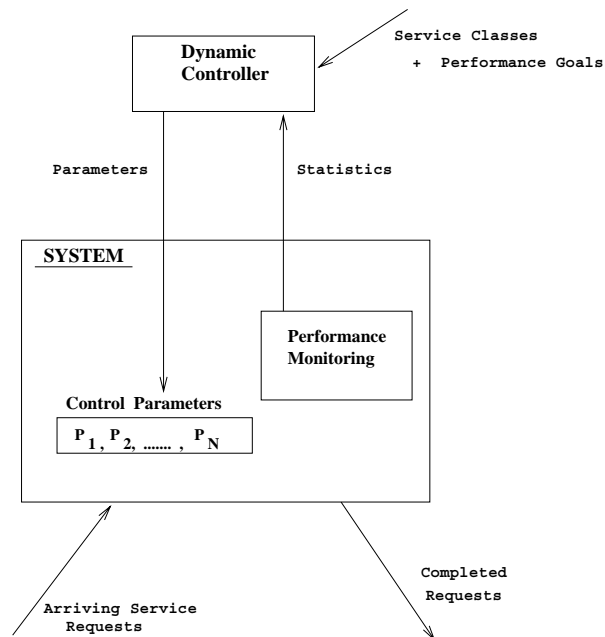 Service Classes
+ Performance Goals
Dynamic
Controller
Parameters
Statistics
SYSTEM
Performance
Monitoring
Control Parameters
P1, P2, ......., PN
Completed
Requests
Arriving Service
Requests